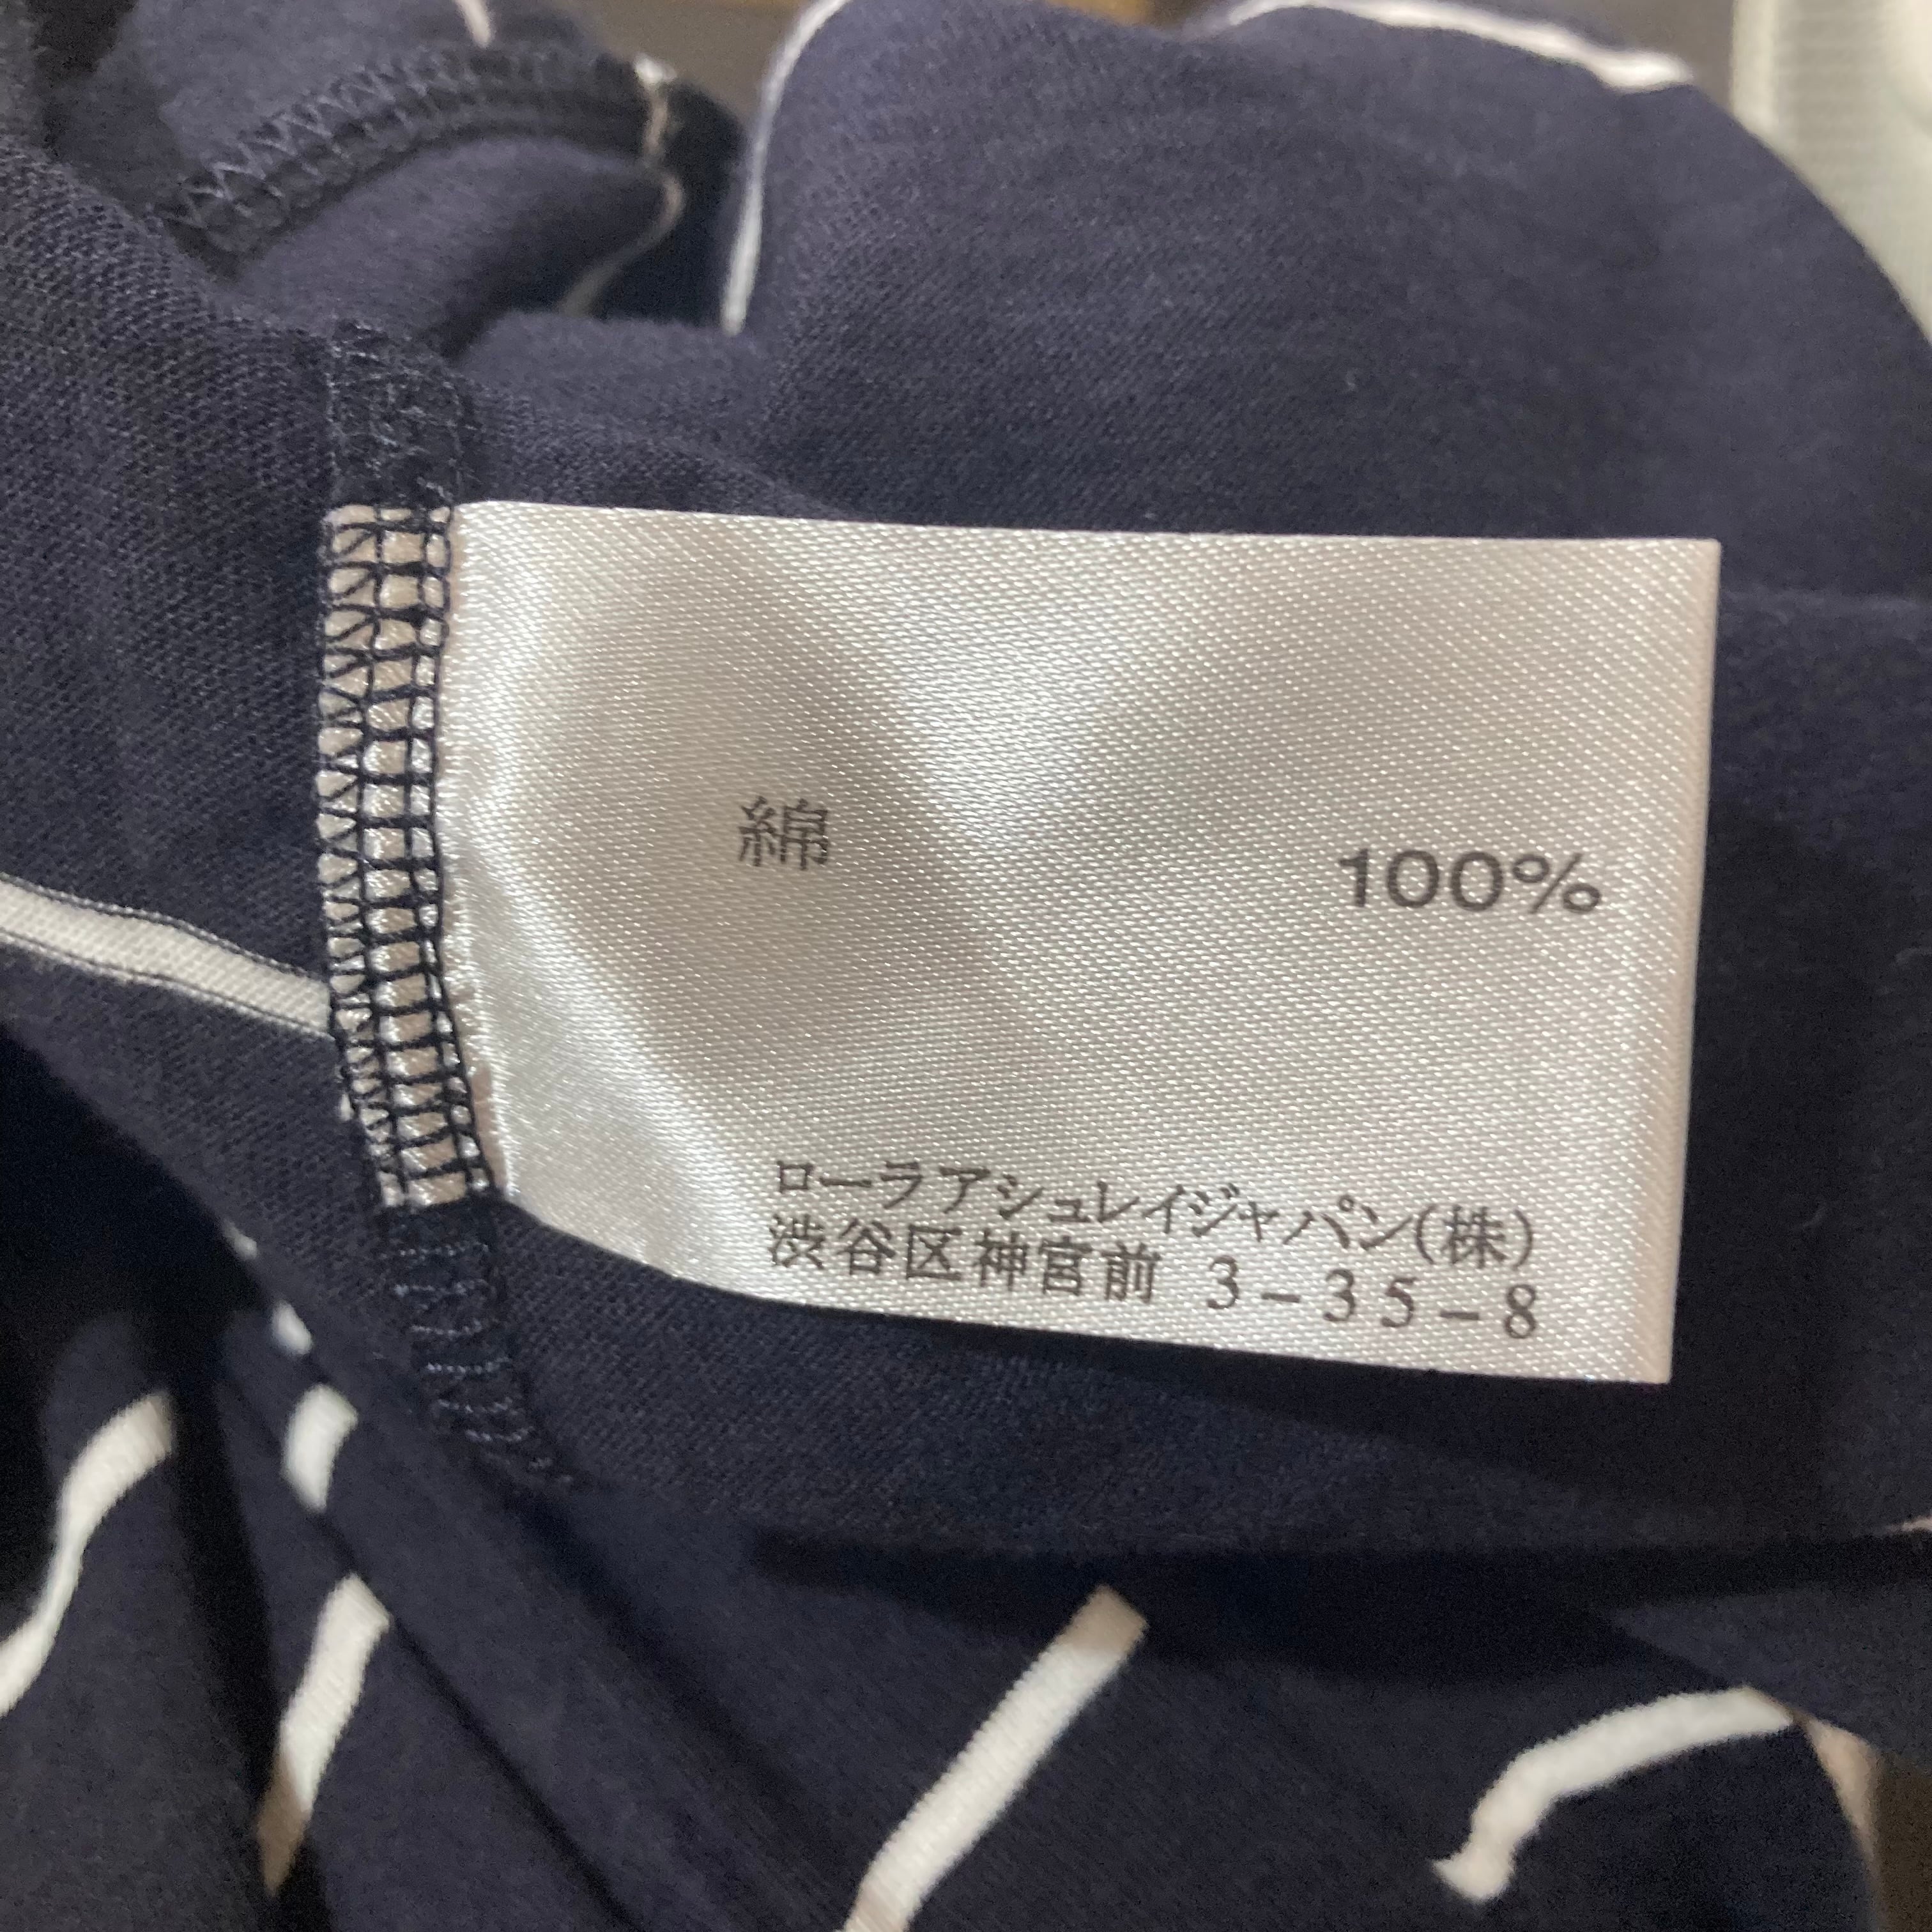 綿 100%
ローラアシュレイジャパン(株)
渋谷区神宮前 3-35-8